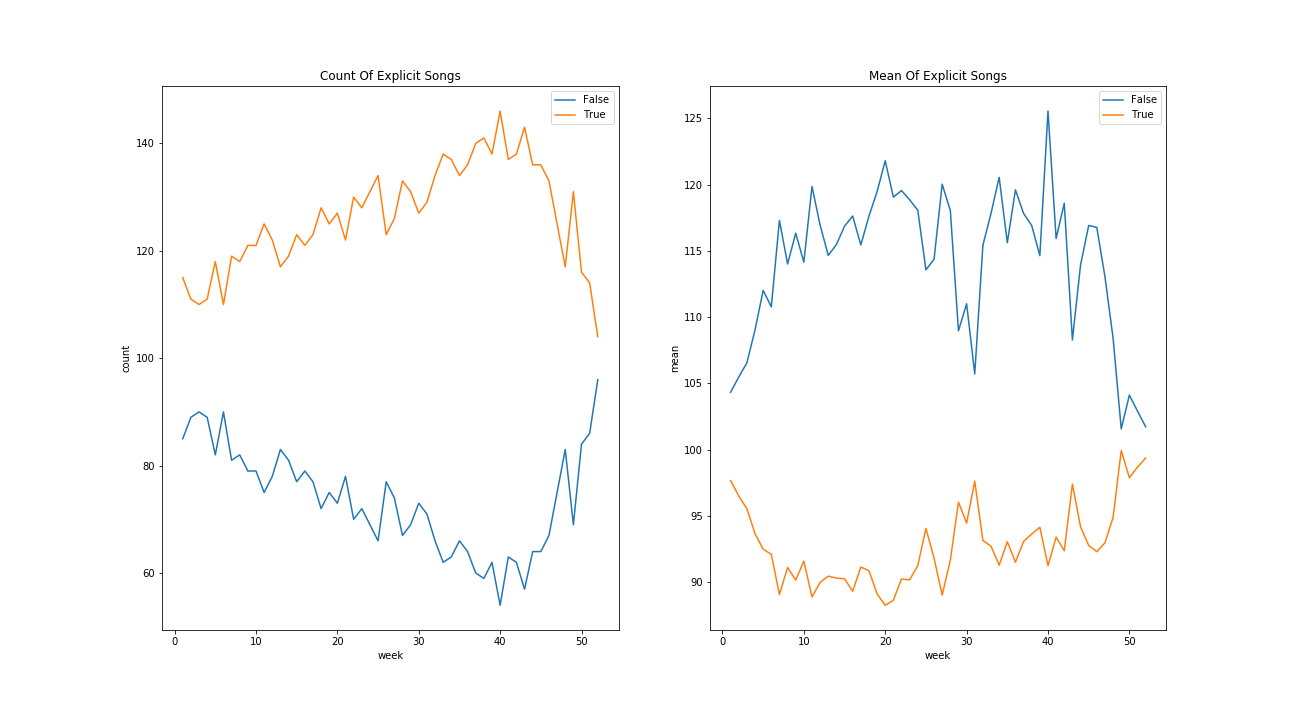 Count Of Explicit Songs
False
True
140
120
100
80
60
count
0 10 20 30 40 50
week
Mean Of Explicit Songs
False
True
125
120
115
110
105
100
95
90
mean
0 10 20 30 40 50
week